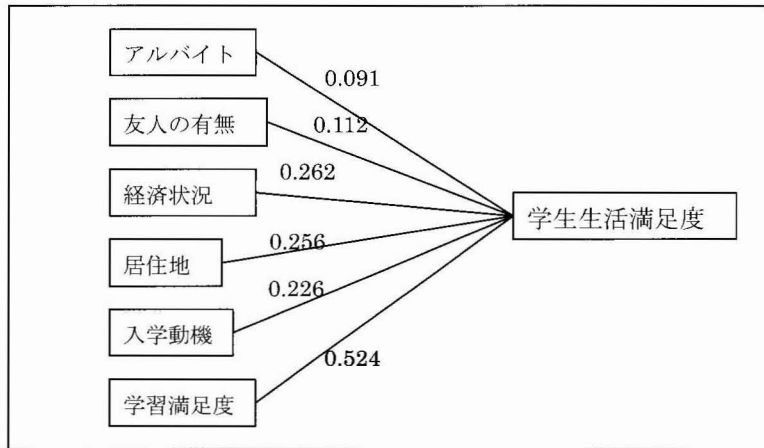 アルバイト
0.091
友人の有無
0.112
経済状況
0.262
学生生活満足度
居住地
0.256
入学動機
0.226
学習満足度
0.524